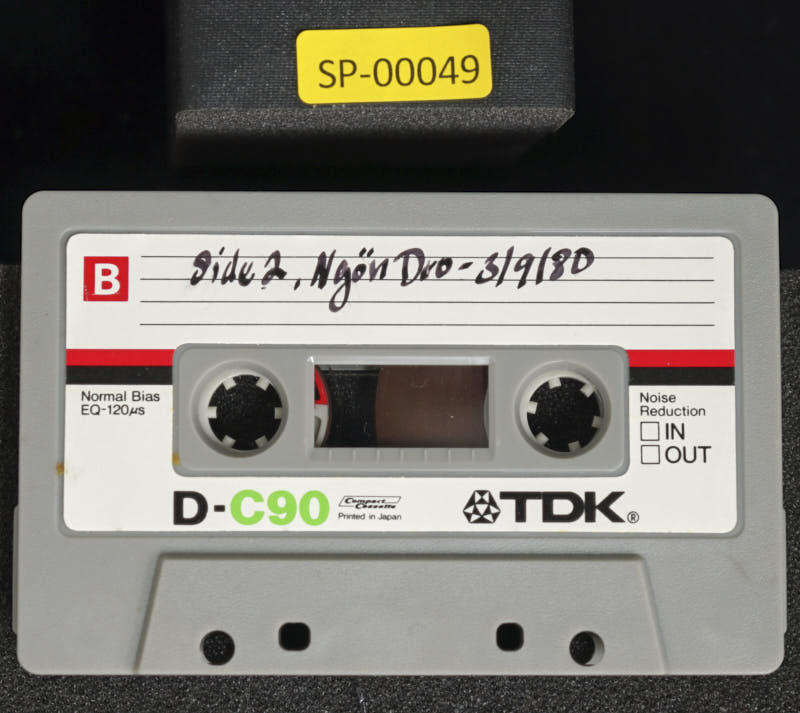 SP-00049
B
Side 2, Ngön Dro - 3/9/80
Normal Bias
EQ-120µs
Noise
Reduction
IN
OUT
D-C90
Compact
Cassette
Printed in Japan
TDK®